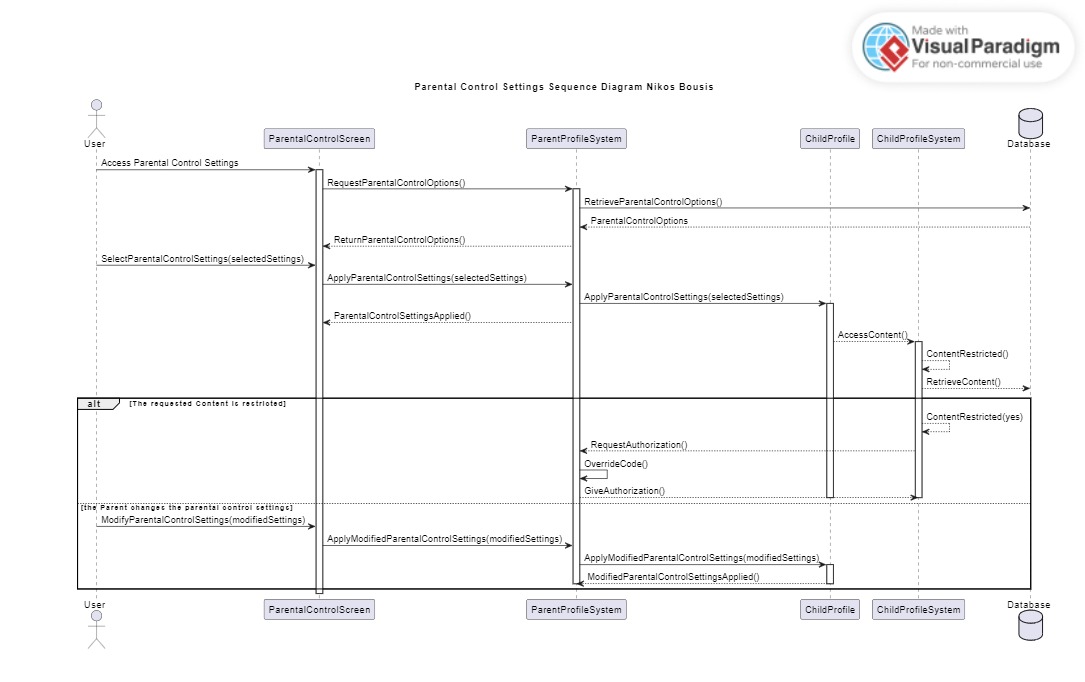 Made with
Visual Paradigm
For non-commercial use
Parental Control Settings Sequence Diagram Nikos Bousis
User
ParentalControlScreen
ParentProfileSystem
ChildProfile
ChildProfileSystem
Database
Access Parental Control Settings
RequestParentalControlOptions()
RetrieveParentalControlOptions()
ParentalControlOptions
ReturnParentalControlOptions()
SelectParentalControlSettings(selectedSettings)
ApplyParentalControlSettings(selectedSettings)
ApplyParentalControlSettings(selectedSettings)
ParentalControlSettingsApplied()
AccessContent()
ContentRestricted()
RetrieveContent()
alt
[The requested Content is restricted]
ContentRestricted(yes)
RequestAuthorization()
OverrideCode()
GiveAuthorization()
[the Parent changes the parental control settings]
ModifyParentalControlSettings(modifiedSettings)
ApplyModifiedParentalControlSettings(modifiedSettings)
ApplyModifiedParentalControlSettings(modifiedSettings)
ModifiedParentalControlSettingsApplied()
User
ParentalControlScreen
ParentProfileSystem
ChildProfile
ChildProfileSystem
Database